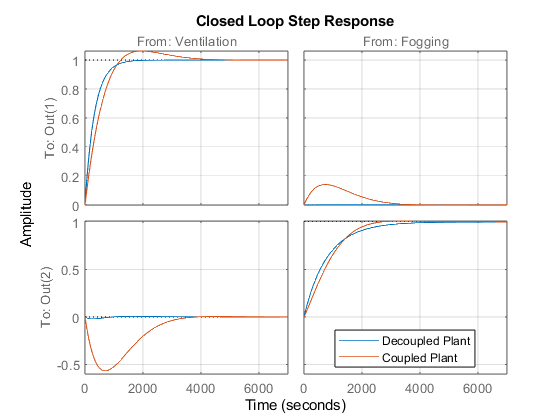 Closed Loop Step Response
From: Ventilation
From: Fogging
To: Out(1)
1
0.8
0.6
0.4
0.2
0
Amplitude
To: Out(2)
1
0.5
0
-0.5
Decoupled Plant
Coupled Plant
0 2000 4000 6000
0 2000 4000 6000
Time (seconds)